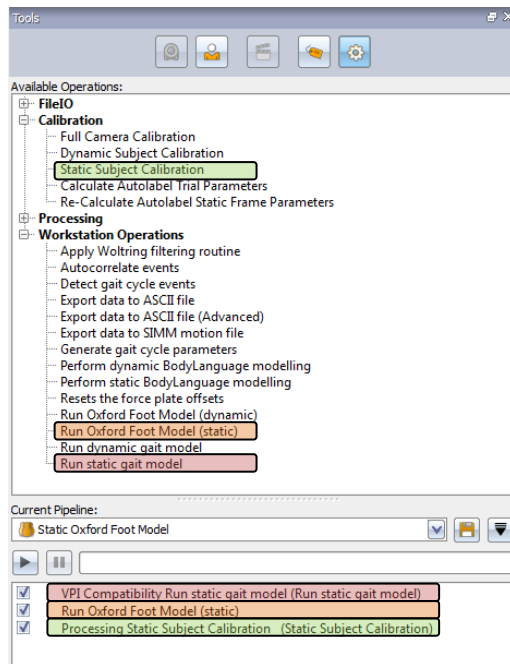 Tools
Available Operations:
FileIO
Calibration
Full Camera Calibration
Dynamic Subject Calibration
Static Subject Calibration
Calculate Autolabel Trial Parameters
Re-Calculate Autolabel Static Frame Parameters
Processing
Workstation Operations
Apply Woltring filtering routine
Autocorrelate events
Detect gait cycle events
Export data to ASCII file
Export data to ASCII file (Advanced)
Export data to SIMM motion file
Generate gait cycle parameters
Perform dynamic BodyLanguage modelling
Perform static BodyLanguage modelling
Resets the force plate offsets
Run Oxford Foot Model (dynamic)
Run Oxford Foot Model (static)
Run dynamic gait model
Run static gait model
Current Pipeline:
Static Oxford Foot Model
VPI Compatibility Run static gait model (Run static gait model)
Run Oxford Foot Model (static)
Processing Static Subject Calibration (Static Subject Calibration)